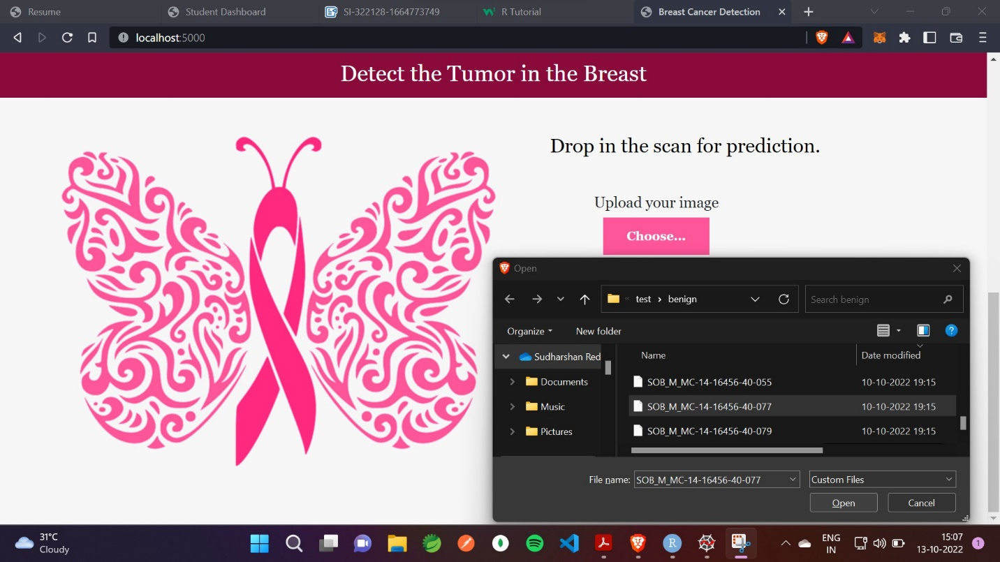 Resume
Student Dashboard
SI-322128-1664773749
R Tutorial
Breast Cancer Detection
localhost:5000
Detect the Tumor in the Breast
Drop in the scan for prediction.
Upload your image
Choose...
Open
test › benign
Search benign
Organize
New folder
Name
Date modified
Sudharshan Red
Documents
Music
Pictures
SOB_M_MC-14-16456-40-055 10-10-2022 19:15
SOB_M_MC-14-16456-40-077 10-10-2022 19:15
SOB_M_MC-14-16456-40-079 10-10-2022 19:15
File name: SOB_M_MC-14-16456-40-077
Custom Files
Open
Cancel
31°C
Cloudy
ENG
IN
15:07
13-10-2022
1